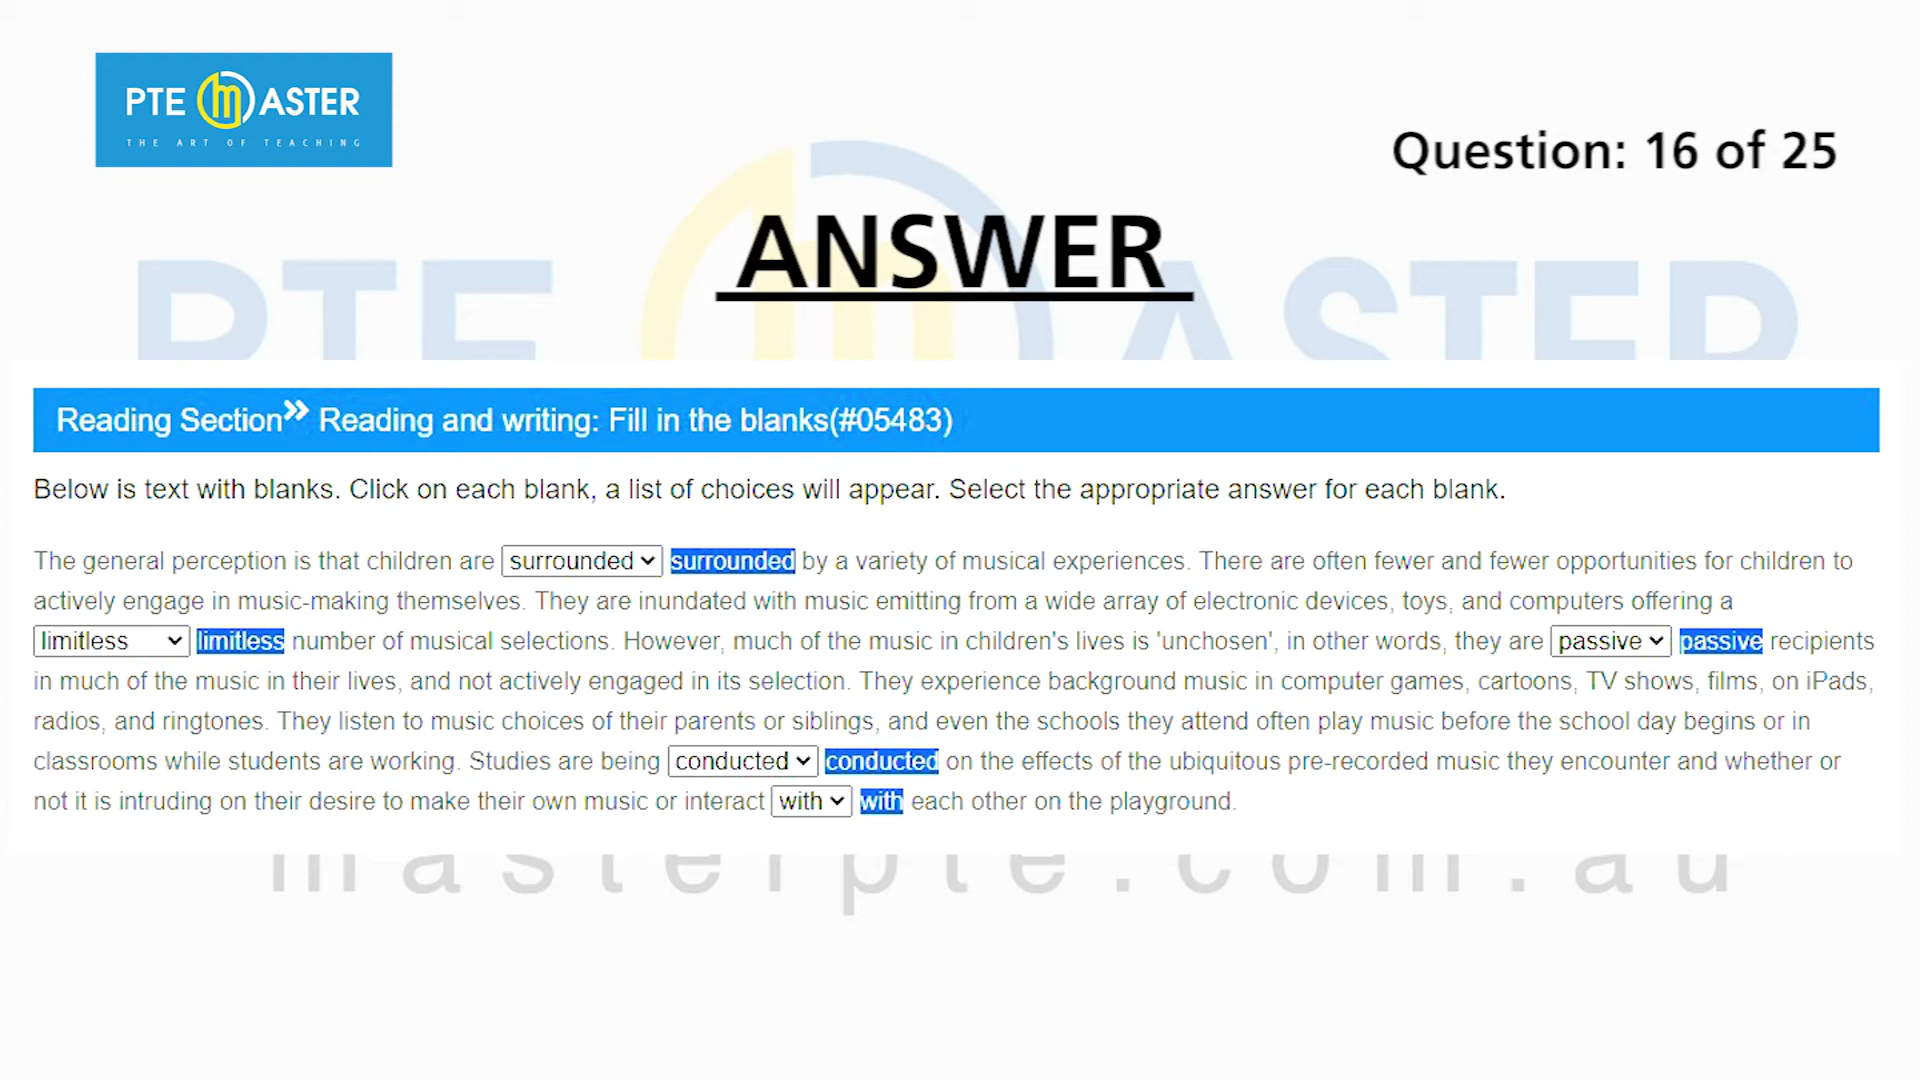 PTE MASTER
THE ART OF TEACHING
Question: 16 of 25
ANSWER
PTE MASTER
Reading Section» Reading and writing: Fill in the blanks(#05483)
Below is text with blanks. Click on each blank, a list of choices will appear. Select the appropriate answer for each blank.
The general perception is that children are surrounded surrounded by a variety of musical experiences. There are often fewer and fewer opportunities for children to
actively engage in music-making themselves. They are inundated with music emitting from a wide array of electronic devices, toys, and computers offering a
limitless limitless number of musical selections. However, much of the music in children's lives is 'unchosen', in other words, they are passive passive recipients
in much of the music in their lives, and not actively engaged in its selection. They experience background music in computer games, cartoons, TV shows, films, on iPads,
radios, and ringtones. They listen to music choices of their parents or siblings, and even the schools they attend often play music before the school day begins or in
classrooms while students are working. Studies are being conducted conducted on the effects of the ubiquitous pre-recorded music they encounter and whether or
not it is intruding on their desire to make their own music or interact with with each other on the playground.
masterpte.com.au